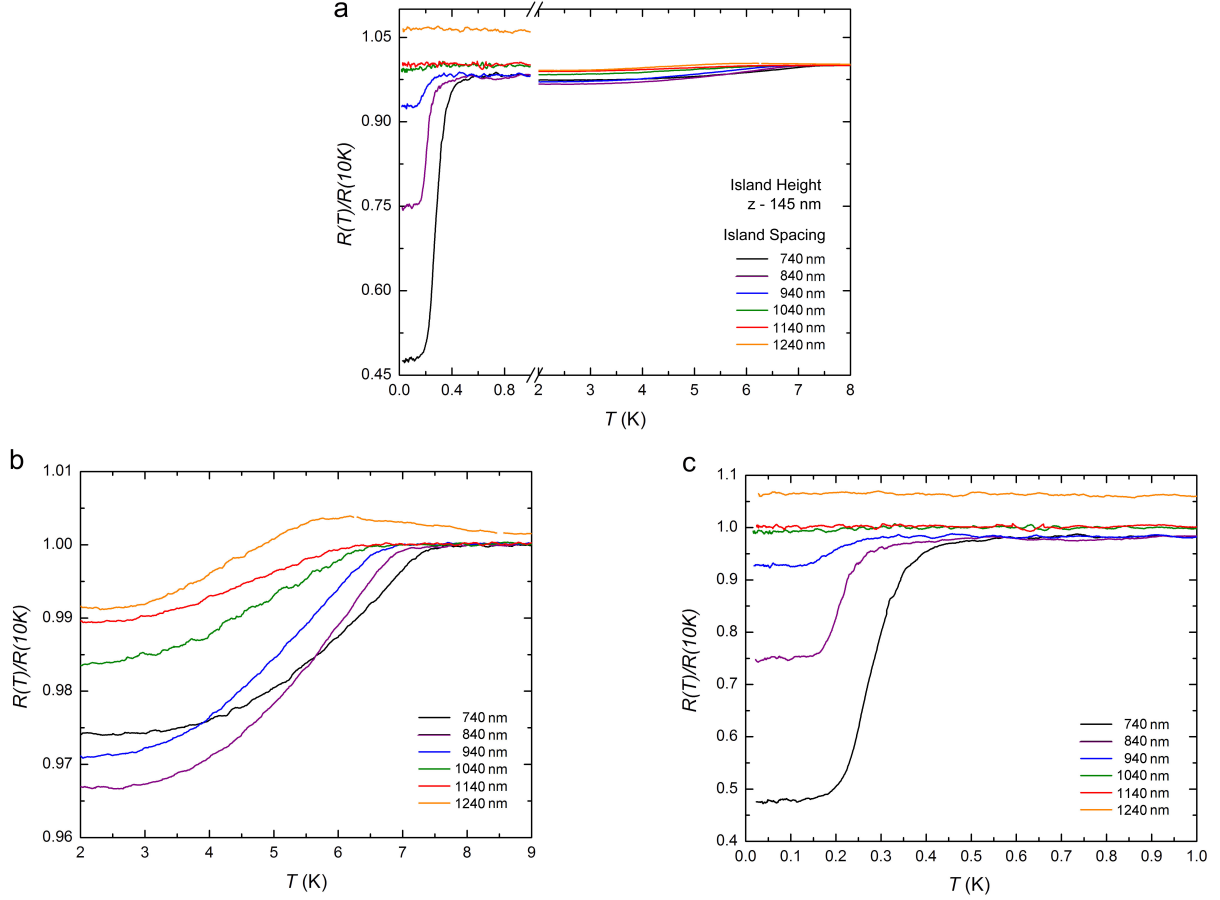 a
R(T)/R(10K)
1.05
0.90
0.75
0.60
0.45
0.0 0.4 0.8 2 3 4 5 6 7 8
T (K)
Island Height
z - 145 nm
Island Spacing
740 nm
840 nm
940 nm
1040 nm
1140 nm
1240 nm
b
R(T)/R(10K)
1.01
1.00
0.99
0.98
0.97
0.96
2 3 4 5 6 7 8 9
T (K)
740 nm
840 nm
940 nm
1040 nm
1140 nm
1240 nm
c
R(T)/R(10K)
1.1
1.0
0.9
0.8
0.7
0.6
0.5
0.4
0.0 0.1 0.2 0.3 0.4 0.5 0.6 0.7 0.8 0.9 1.0
T (K)
740 nm
840 nm
940 nm
1040 nm
1140 nm
1240 nm